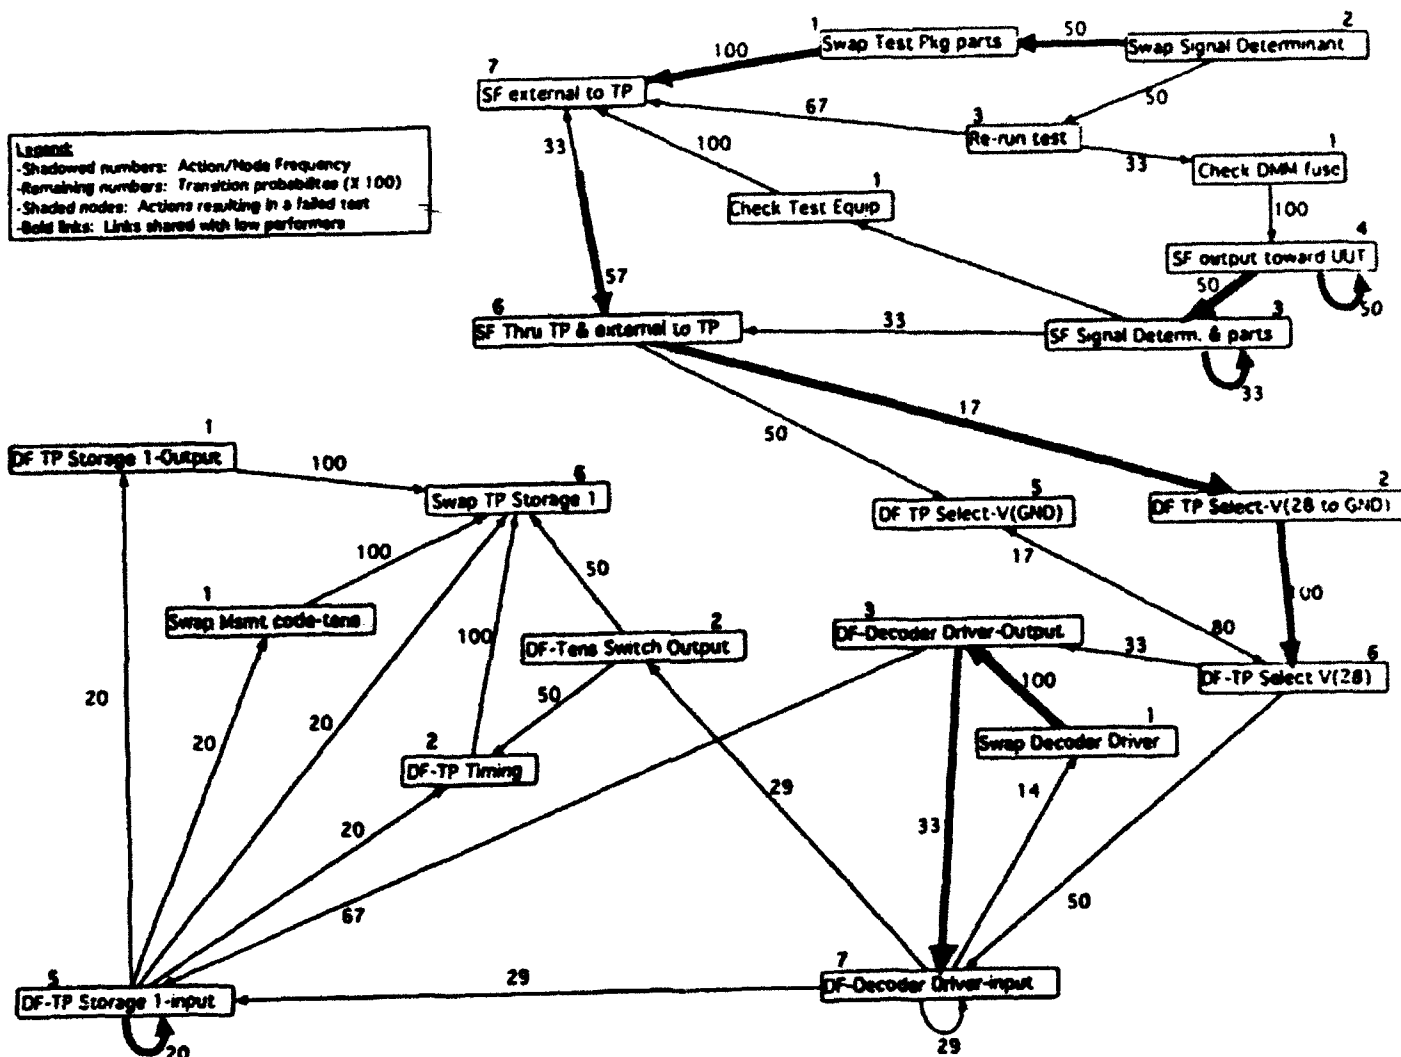 2
1
50
Swap Test Pkg parts
Swap Signal Determinant
100
7
SF external to TP
67
50
3
Re-run test
33
1
Check DMM fuse
Legend:
-Shadowed numbers: Action/Node Frequency
-Remaining numbers: Transition probabilites (X 100)
-Shaded nodes: Actions resulting in a failed test
-Bold links: Links shared with low performers
33
100
1
Check Test Equip
100
4
SF output toward UUT
57
50
50
6
SF Thru TP & external to TP
33
3
SF Signal Determ. & parts
33
17
50
1
DF TP Storage 1-Output
100
6
Swap TP Storage 1
5
DF TP Select-V(GND)
2
DF TP Select-V(28 to GND)
100
50
17
100
1
Swap Msmt code-tens
100
2
DF-Tens Switch Output
3
DF-Decoder Driver-Output
80
33
6
DF-TP Select V(28)
20
20
20
50
100
1
Swap Decoder Driver
2
DF-TP Timing
20
29
14
33
67
50
5
DF-TP Storage 1-input
29
7
DF-Decoder Driver-input
20
29